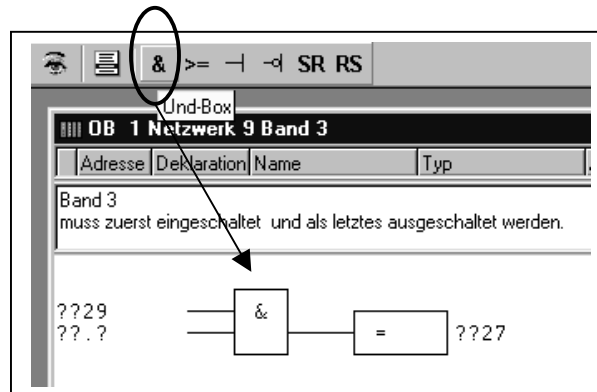 & >= SR RS
Und-Box
OB 1 Netzwerk 9 Band 3
Adresse Deklaration Name Typ
Band 3
muss zuerst eingeschaltet und als letztes ausgeschaltet werden.
&
??29
??.?
= ??27